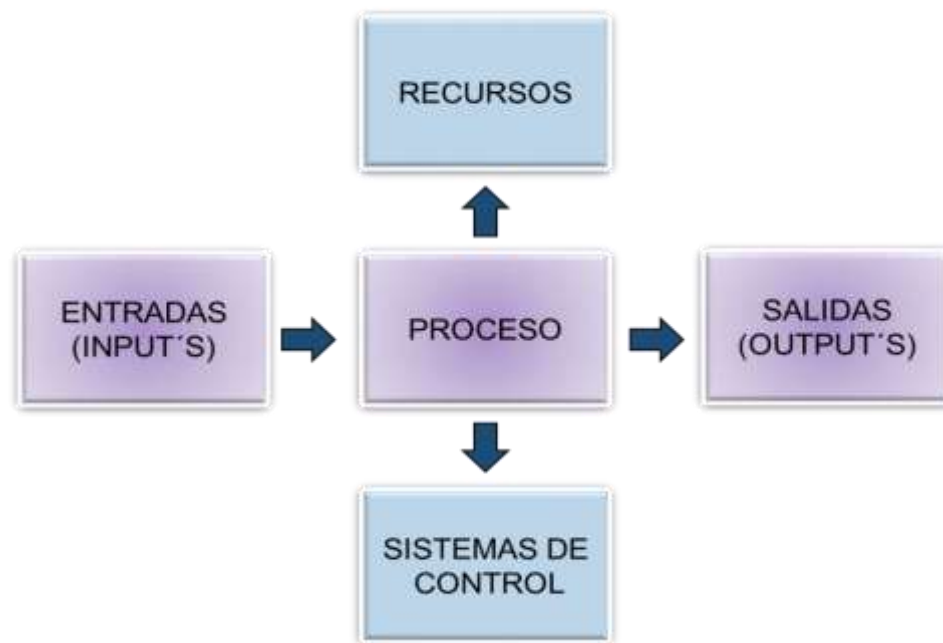 RECURSOS
ENTRADAS
(INPUT´S)
PROCESO
SALIDAS
(OUTPUT´S)
SISTEMAS DE
CONTROL